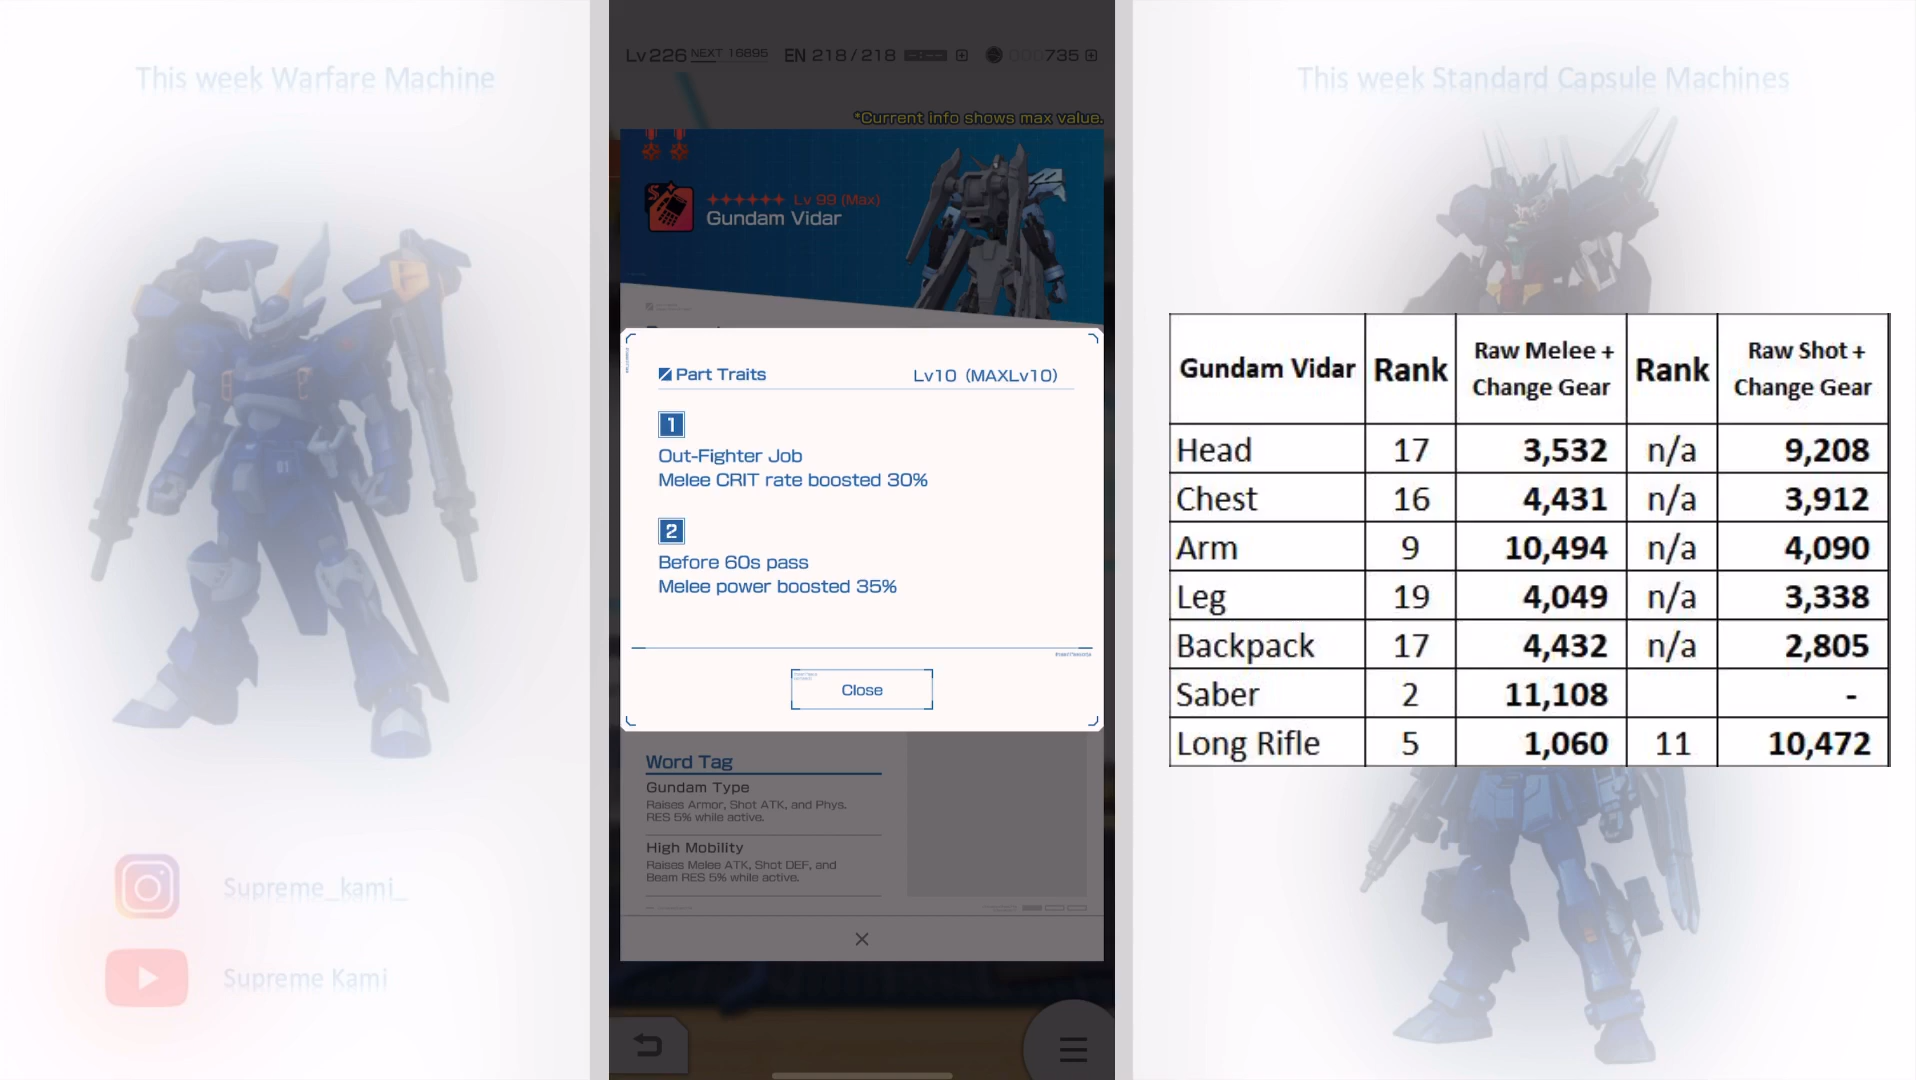 This week Warfare Machine
Supreme_kami_
Supreme Kami
Lv226 NEXT 16895 EN 218/218 --:-- 000735
*Current info shows max value.
S
Lv 99 (Max)
Gundam Vidar
Part Traits Lv10 (MAXLv10)
1
Out-Fighter Job
Melee CRIT rate boosted 30%
2
Before 60s pass
Melee power boosted 35%
Close
Word Tag
Gundam Type
Raises Armor, Shot ATK, and Phys.
RES 5% while active.
High Mobility
Raises Melee ATK, Shot DEF, and
Beam RES 5% while active.
This week Standard Capsule Machines
Gundam Vidar Rank Raw Melee + Change Gear Rank Raw Shot + Change Gear
Head 17 3,532 n/a 9,208
Chest 16 4,431 n/a 3,912
Arm 9 10,494 n/a 4,090
Leg 19 4,049 n/a 3,338
Backpack 17 4,432 n/a 2,805
Saber 2 11,108 -
Long Rifle 5 1,060 11 10,472